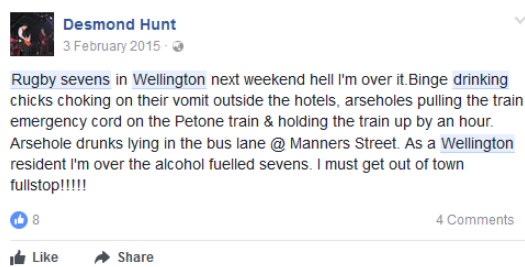 Desmond Hunt
3 February 2015 ·
Rugby sevens in Wellington next weekend hell I'm over it.Binge drinking
chicks choking on their vomit outside the hotels, arseholes pulling the train
emergency cord on the Petone train & holding the train up by an hour.
Arsehole drunks lying in the bus lane @ Manners Street. As a Wellington
resident I'm over the alcohol fuelled sevens. I must get out of town
fullstop!!!!!
8 4 Comments
Like Share